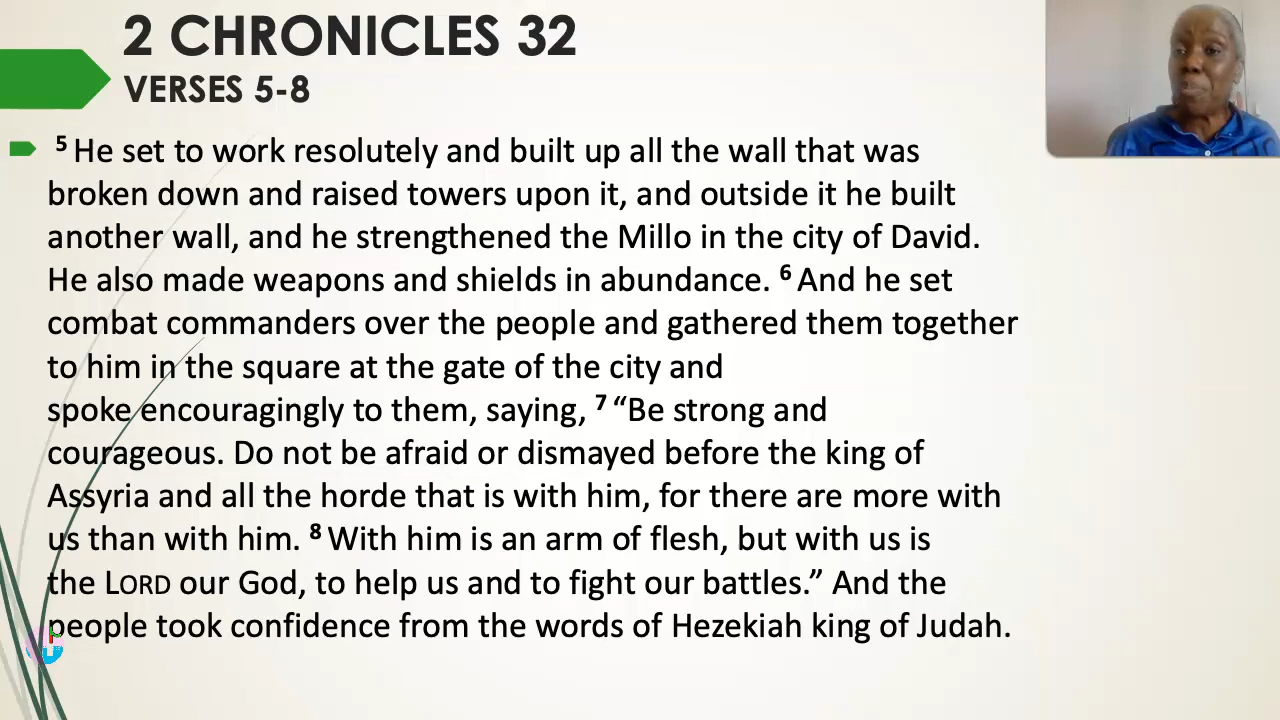 2 CHRONICLES 32
VERSES 5-8
⁵ He set to work resolutely and built up all the wall that was
broken down and raised towers upon it, and outside it he built
another wall, and he strengthened the Millo in the city of David.
He also made weapons and shields in abundance. ⁶ And he set
combat commanders over the people and gathered them together
to him in the square at the gate of the city and
spoke encouragingly to them, saying, ⁷ “Be strong and
courageous. Do not be afraid or dismayed before the king of
Assyria and all the horde that is with him, for there are more with
us than with him. ⁸ With him is an arm of flesh, but with us is
the LORD our God, to help us and to fight our battles.” And the
people took confidence from the words of Hezekiah king of Judah.